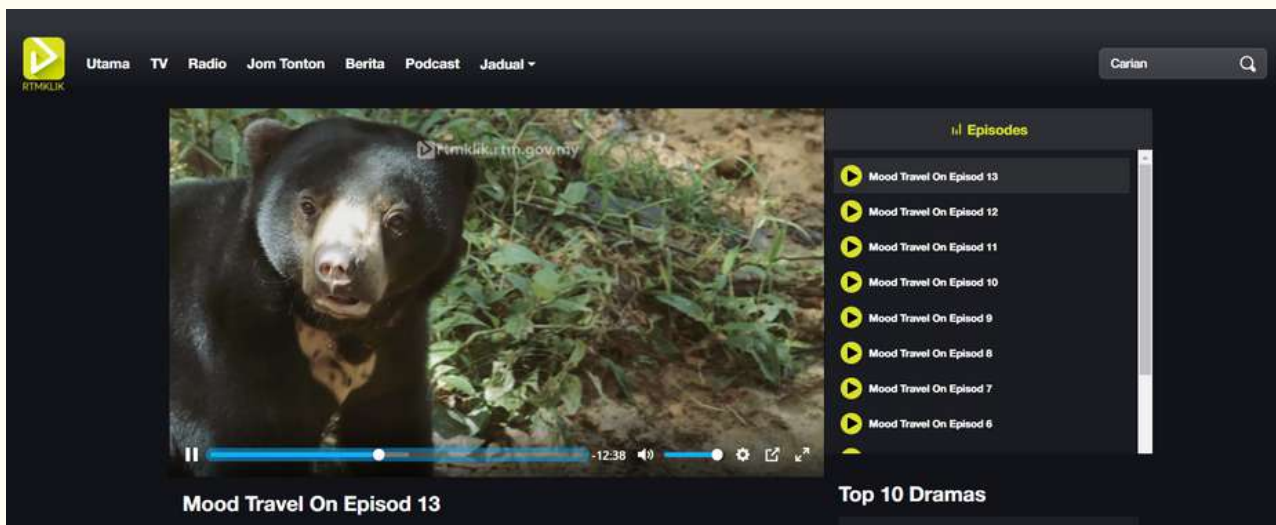 RTMKLIK
Utama TV Radio Jom Tonton Berita Podcast Jadual
Carian
rtmklik.rtm.gov.my
-12:38
Mood Travel On Episod 13
Episodes
Mood Travel On Episod 13
Mood Travel On Episod 12
Mood Travel On Episod 11
Mood Travel On Episod 10
Mood Travel On Episod 9
Mood Travel On Episod 8
Mood Travel On Episod 7
Mood Travel On Episod 6
Top 10 Dramas